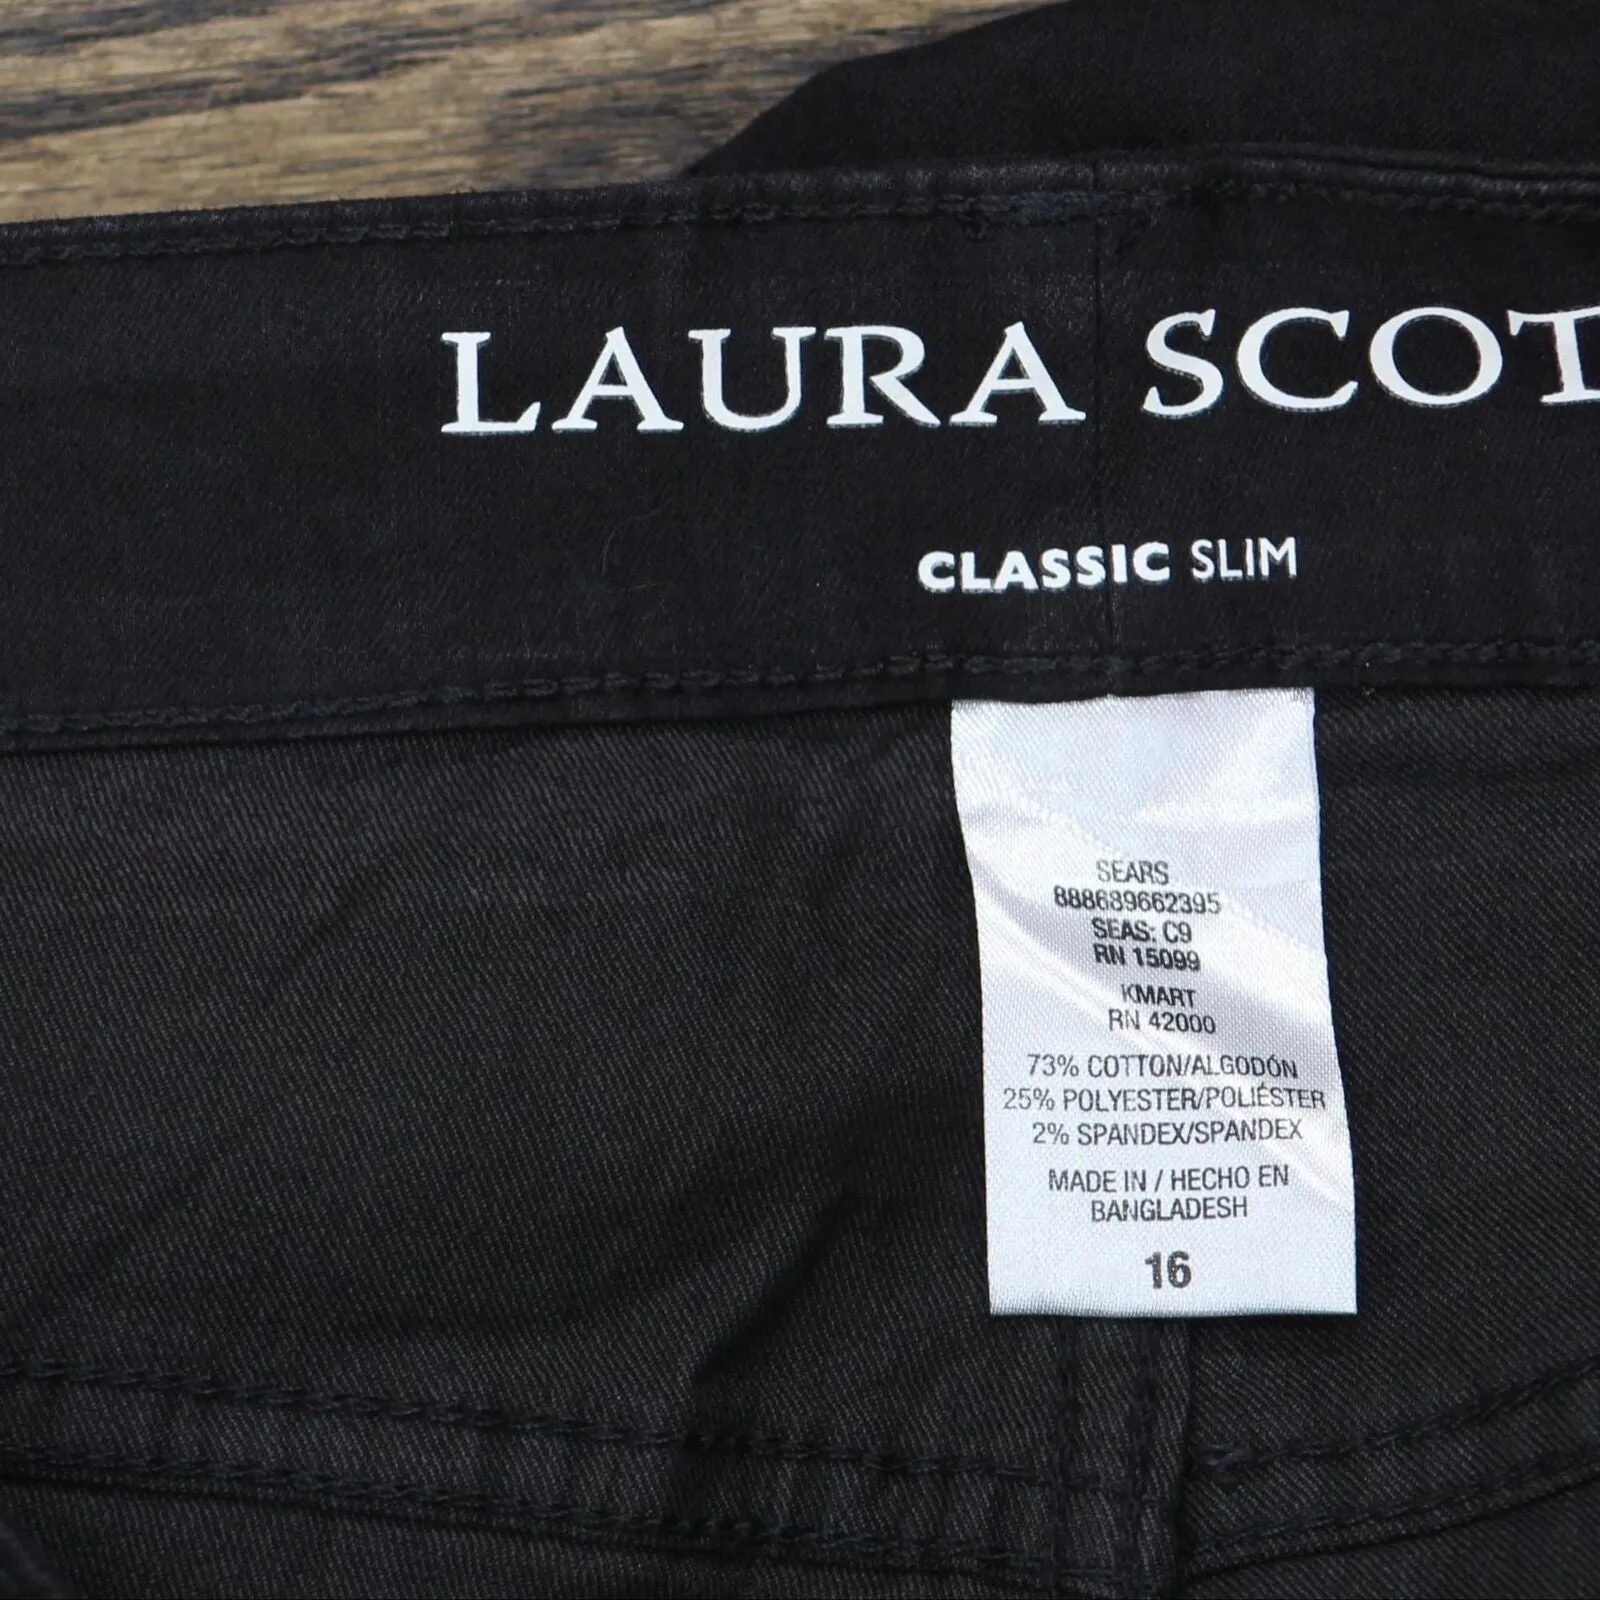 LAURA SCOT
CLASSIC SLIM
SEARS
888689662395
SEAS: C9
RN 15099
KMART
RN 42000
73% COTTON/ALGODÓN
25% POLYESTER/POLIÉSTER
2% SPANDEX/SPANDEX
MADE IN / HECHO EN
BANGLADESH
16